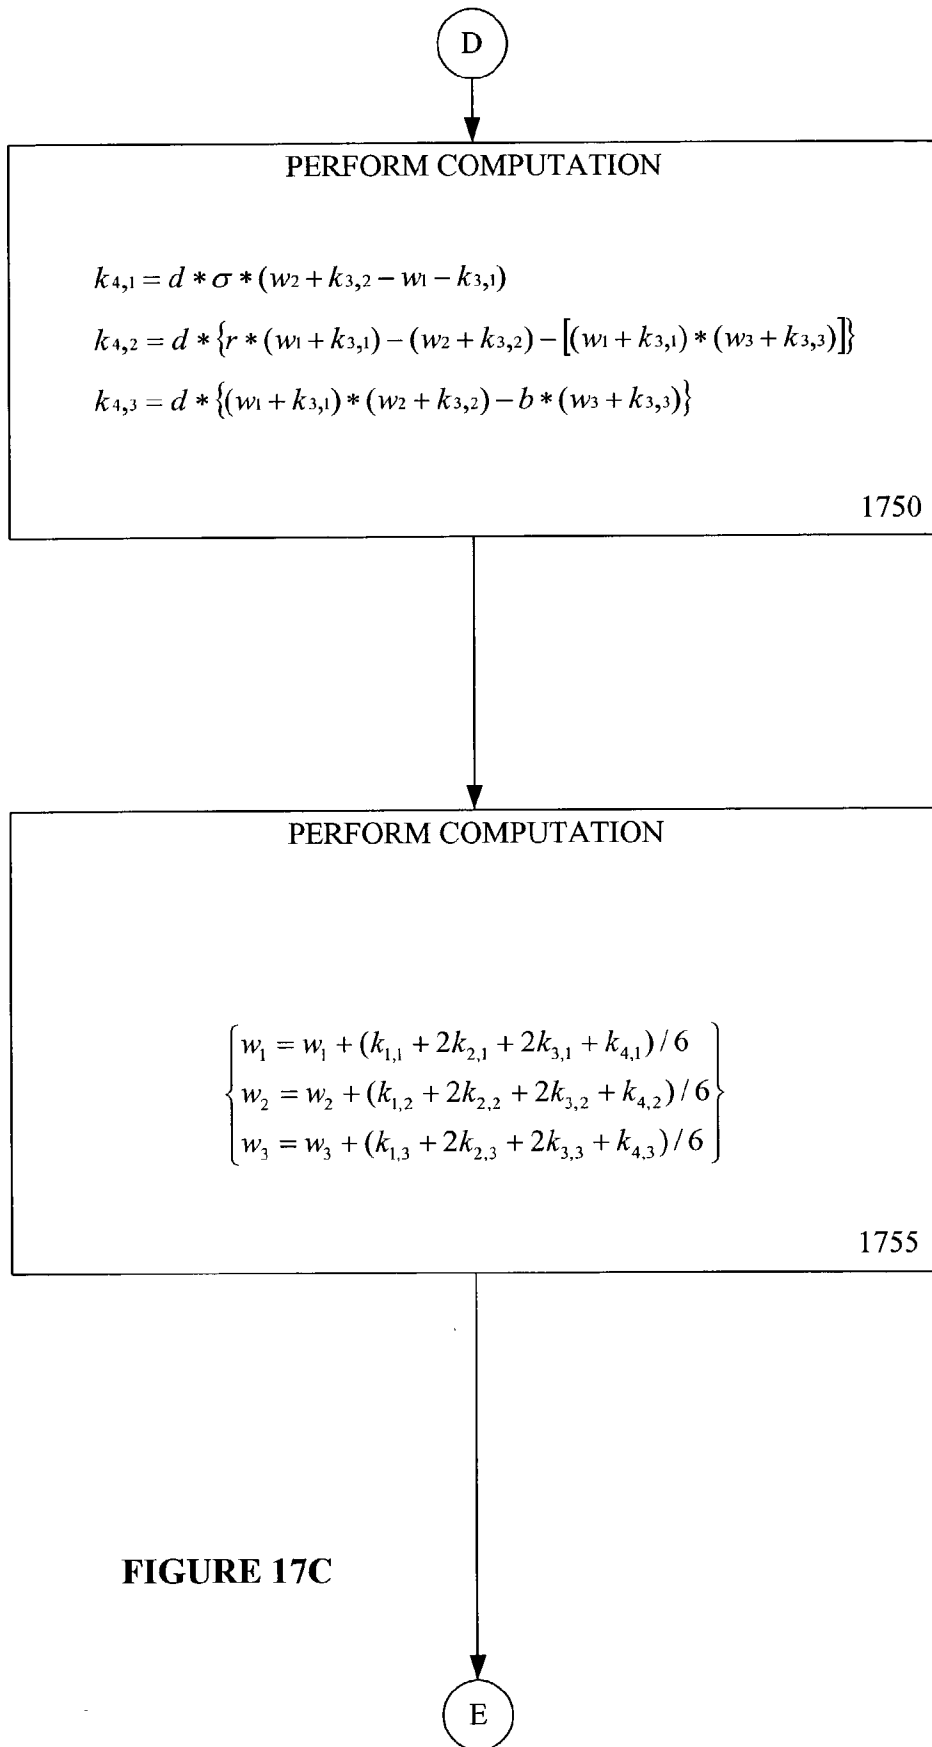 D
PERFORM COMPUTATION
k4,1 = d * σ * (w2 + k3,2 − w1 − k3,1)
k4,2 = d * {r * (w1 + k3,1) − (w2 + k3,2) − [(w1 + k3,1) * (w3 + k3,3)]}
k4,3 = d * {(w1 + k3,1) * (w2 + k3,2) − b * (w3 + k3,3)}
1750
PERFORM COMPUTATION
w1 = w1 + (k1,1 + 2k2,1 + 2k3,1 + k4,1) / 6
w2 = w2 + (k1,2 + 2k2,2 + 2k3,2 + k4,2) / 6
w3 = w3 + (k1,3 + 2k2,3 + 2k3,3 + k4,3) / 6
1755
FIGURE 17C
E